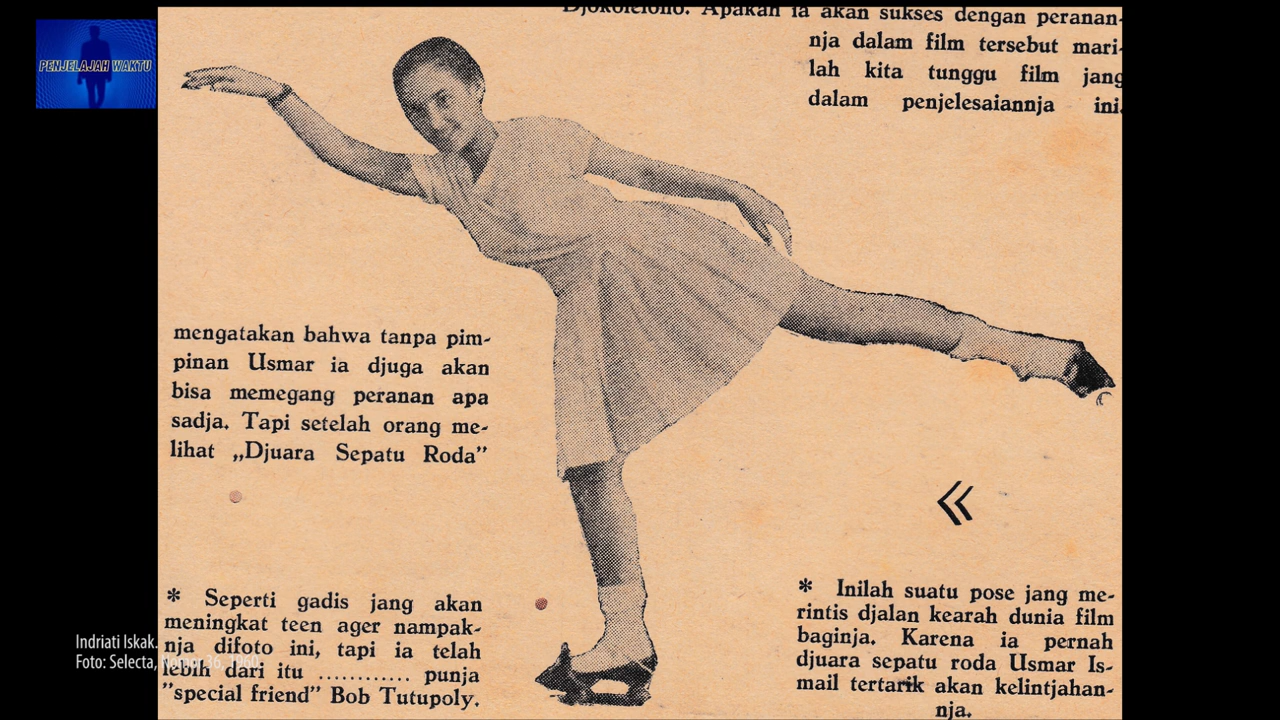 PENJELAJAH WAKTU
Djokolelono. Apakah ia akan sukses dengan peranan-
nja dalam film tersebut mari-
lah kita tunggu film jang
dalam penjelesaiannja ini.
mengatakan bahwa tanpa pim-
pinan Usmar ia djuga akan
bisa memegang peranan apa
sadja. Tapi setelah orang me-
lihat „Djuara Sepatu Roda”
«
* Seperti gadis jang akan
meningkat teen ager nampak-
nja difoto ini, tapi ia telah
lebih dari itu ............ punja
”special friend” Bob Tutupoly.
* Inilah suatu pose jang me-
rintis djalan kearah dunia film
baginja. Karena ia pernah
djuara sepatu roda Usmar Is-
mail tertarik akan kelintjahan-
nja.
Indriati Iskak.
Foto: Selecta, Nomor 36, 1960.